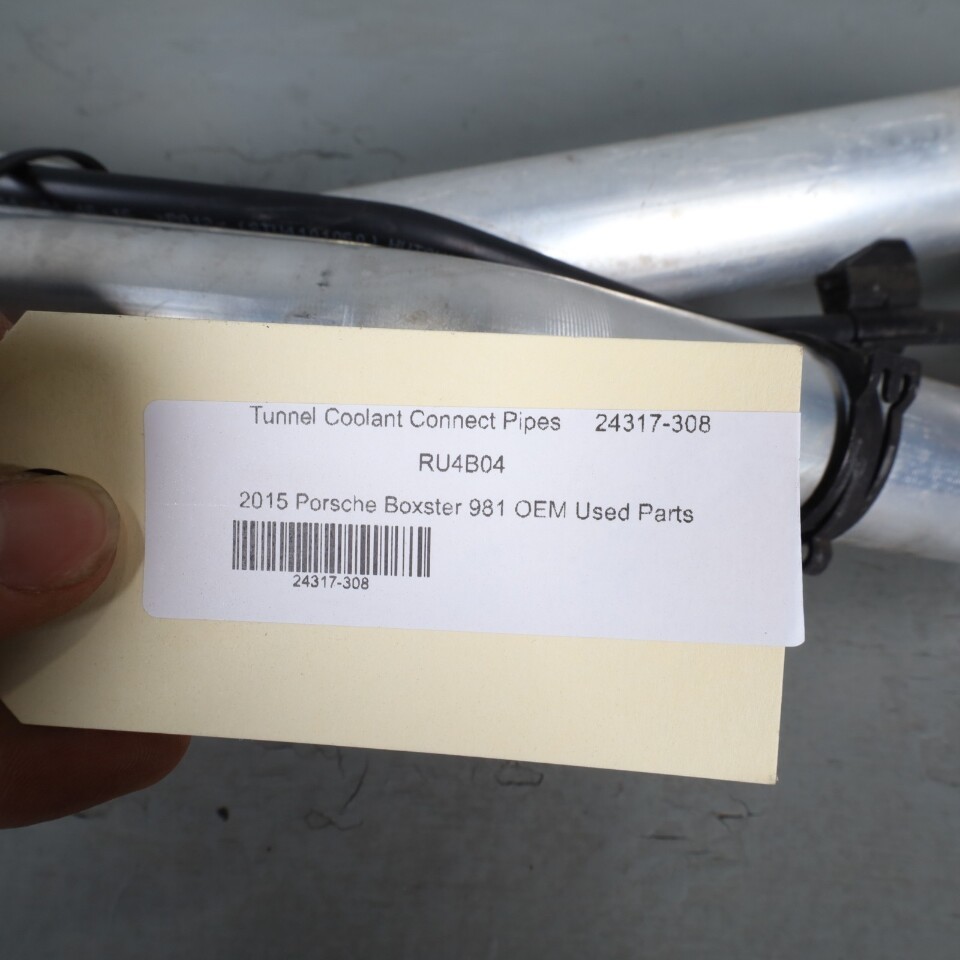 Tunnel Coolant Connect Pipes 24317-308
RU4B04
2015 Porsche Boxster 981 OEM Used Parts
24317-308